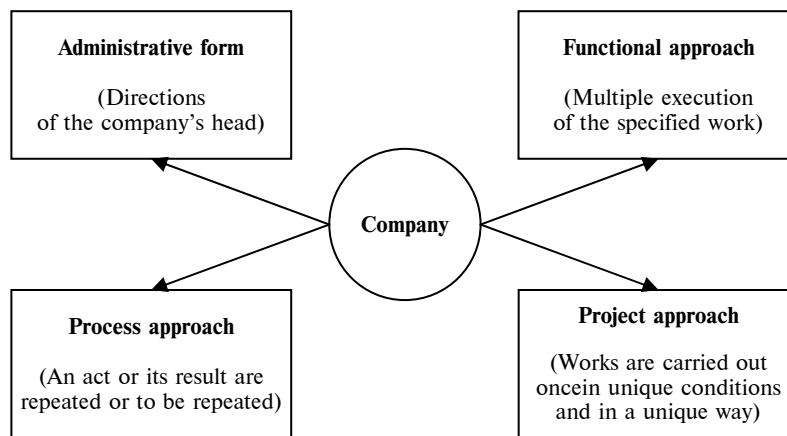 Administrative form
(Directions
of the company's head)
Functional approach
(Multiple execution
of the specified work)
Company
Process approach
(An act or its result are
repeated or to be repeated)
Project approach
(Works are carried out
oncein unique conditions
and in a unique way)